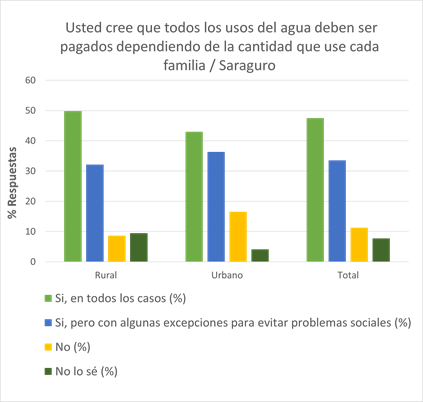 Usted cree que todos los usos del agua deben ser
pagados dependiendo de la cantidad que use cada
familia / Saraguro
% Respuestas
60
50
40
30
20
10
0
Rural
Urbano
Total
Si, en todos los casos (%)
Si, pero con algunas excepciones para evitar problemas sociales (%)
No (%)
No lo sé (%)